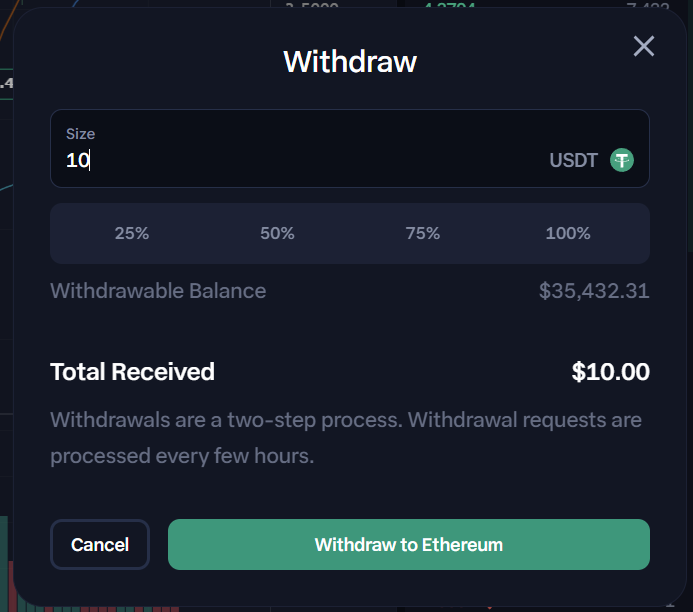 Withdraw
Size
10
USDT
25% 50% 75% 100%
Withdrawable Balance $35,432.31
Total Received $10.00
Withdrawals are a two-step process. Withdrawal requests are
processed every few hours.
Cancel Withdraw to Ethereum